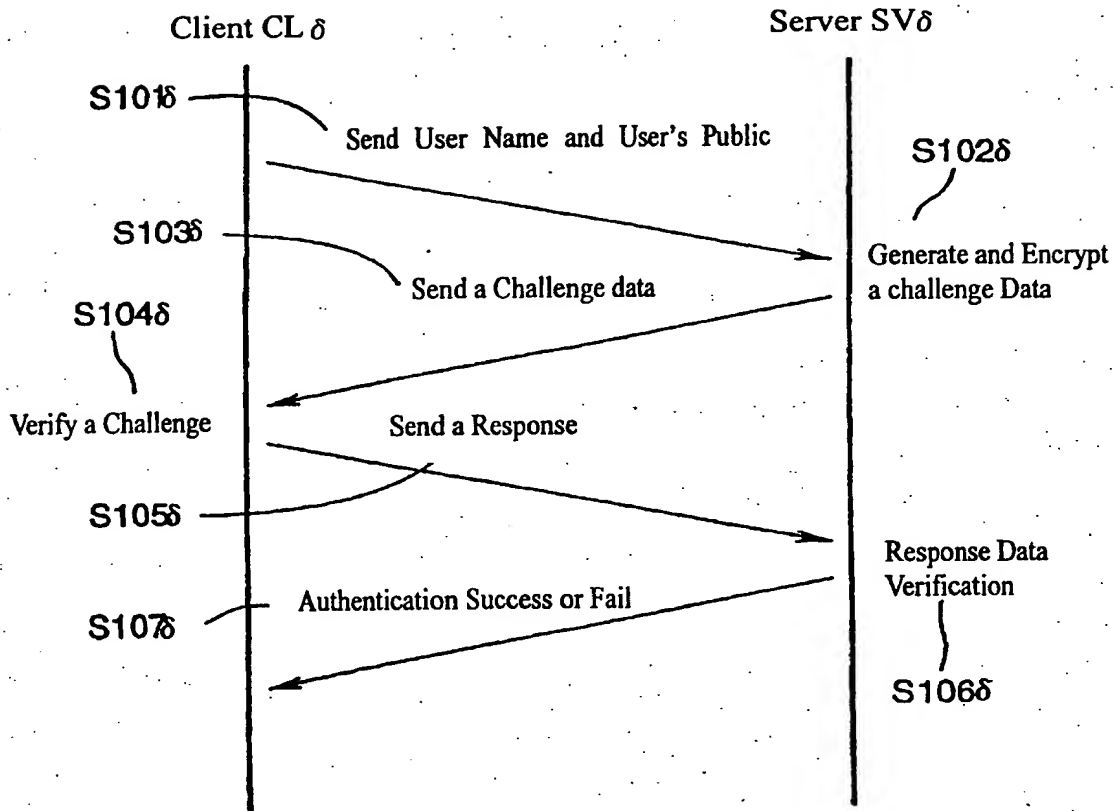 Client CL δ
Server SVδ
S101δ
Send User Name and User's Public
S102δ
S103δ
Generate and Encrypt
a challenge Data
Send a Challenge data
S104δ
Verify a Challenge
Send a Response
S105δ
Response Data
Verification
Authentication Success or Fail
S107δ
S106δ